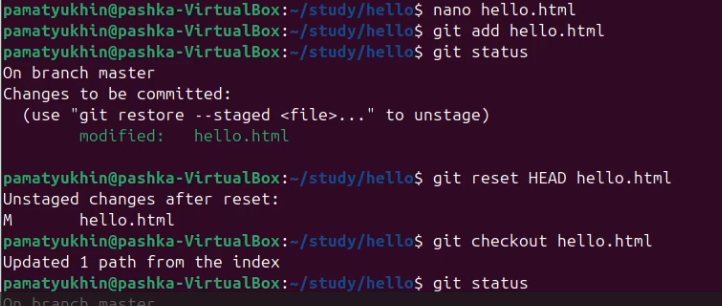 pamatyukhin@pashka-VirtualBox:~/study/hello$ nano hello.html
pamatyukhin@pashka-VirtualBox:~/study/hello$ git add hello.html
pamatyukhin@pashka-VirtualBox:~/study/hello$ git status
On branch master
Changes to be committed:
  (use "git restore --staged <file>..." to unstage)
        modified:   hello.html

pamatyukhin@pashka-VirtualBox:~/study/hello$ git reset HEAD hello.html
Unstaged changes after reset:
M       hello.html
pamatyukhin@pashka-VirtualBox:~/study/hello$ git checkout hello.html
Updated 1 path from the index
pamatyukhin@pashka-VirtualBox:~/study/hello$ git status
On branch master